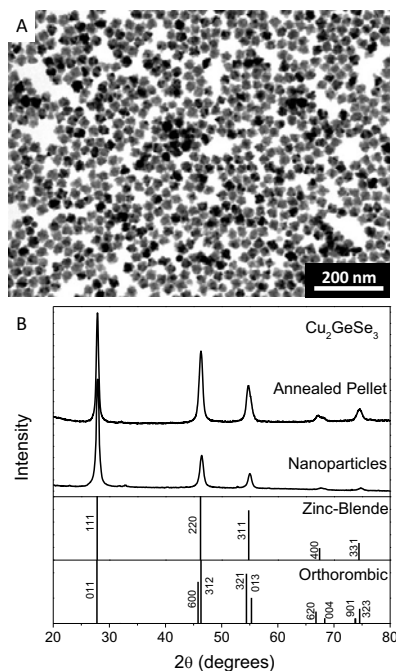 A
200 nm
B
Cu₂GeSe₃
Annealed Pellet
Nanoparticles
Intensity
Zinc-Blende
111
220
311
400
331
Orthorombic
011
600
312
321
013
620
004
901
323
20 30 40 50 60 70 80
2θ (degrees)